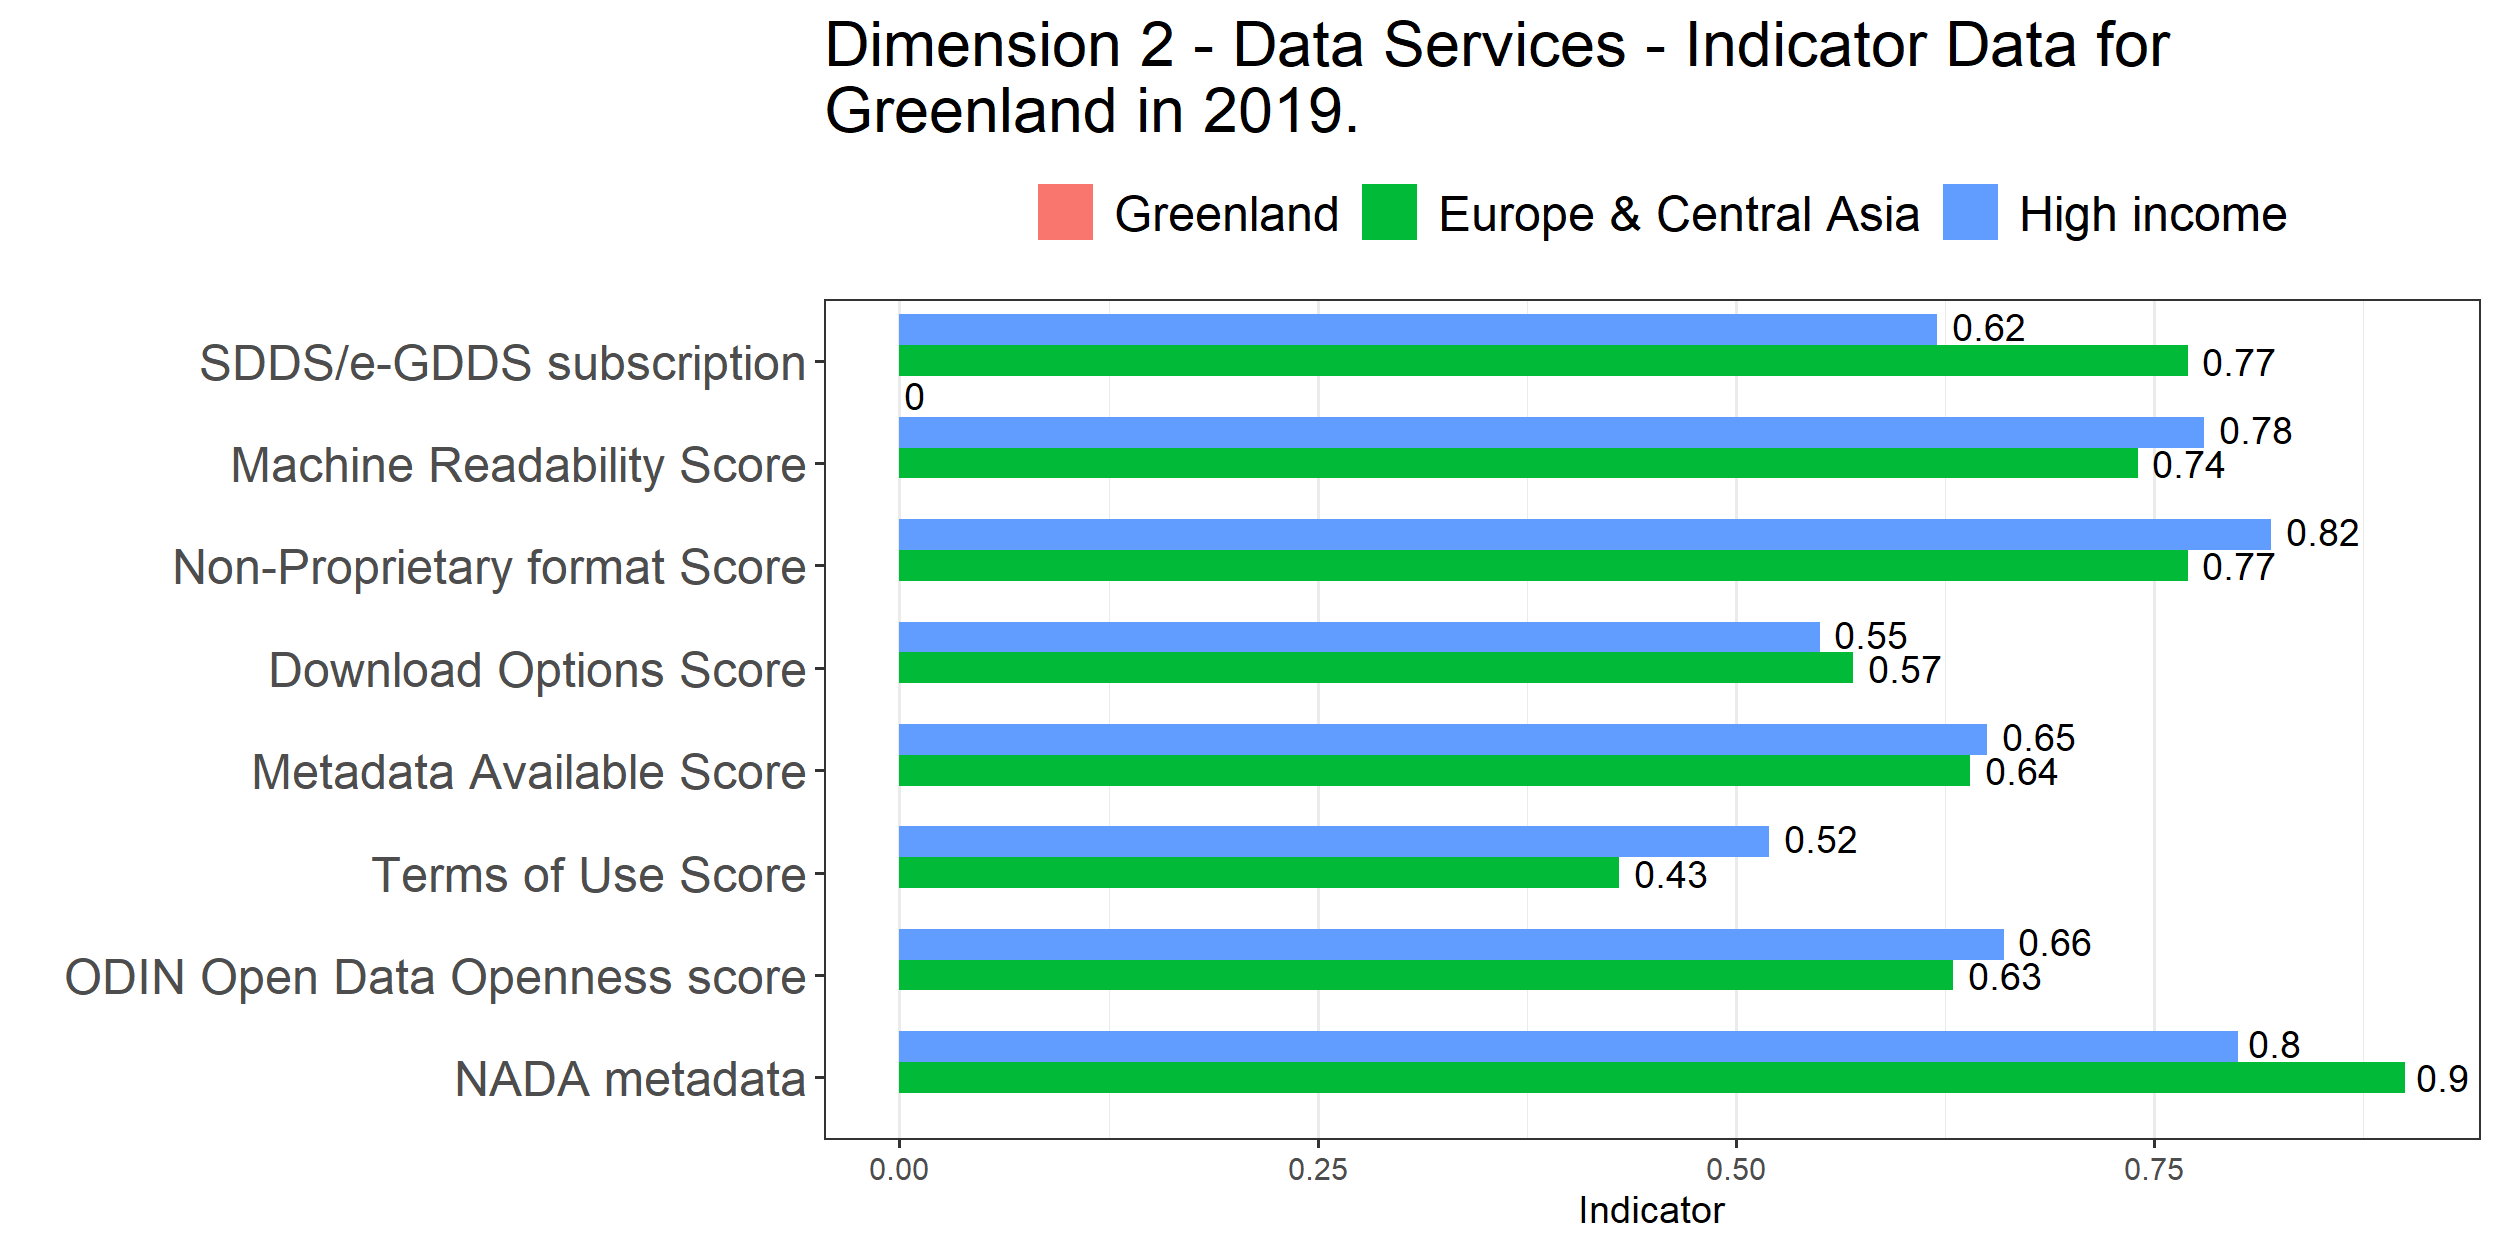 Dimension 2 - Data Services - Indicator Data for
Greenland in 2019.
Greenland Europe & Central Asia High income
SDDS/e-GDDS subscription
0.62
0.77
0
Machine Readability Score
0.78
0.74
Non-Proprietary format Score
0.82
0.77
Download Options Score
0.55
0.57
Metadata Available Score
0.65
0.64
Terms of Use Score
0.52
0.43
ODIN Open Data Openness score
0.66
0.63
NADA metadata
0.8
0.9
0.00 0.25 0.50 0.75
Indicator